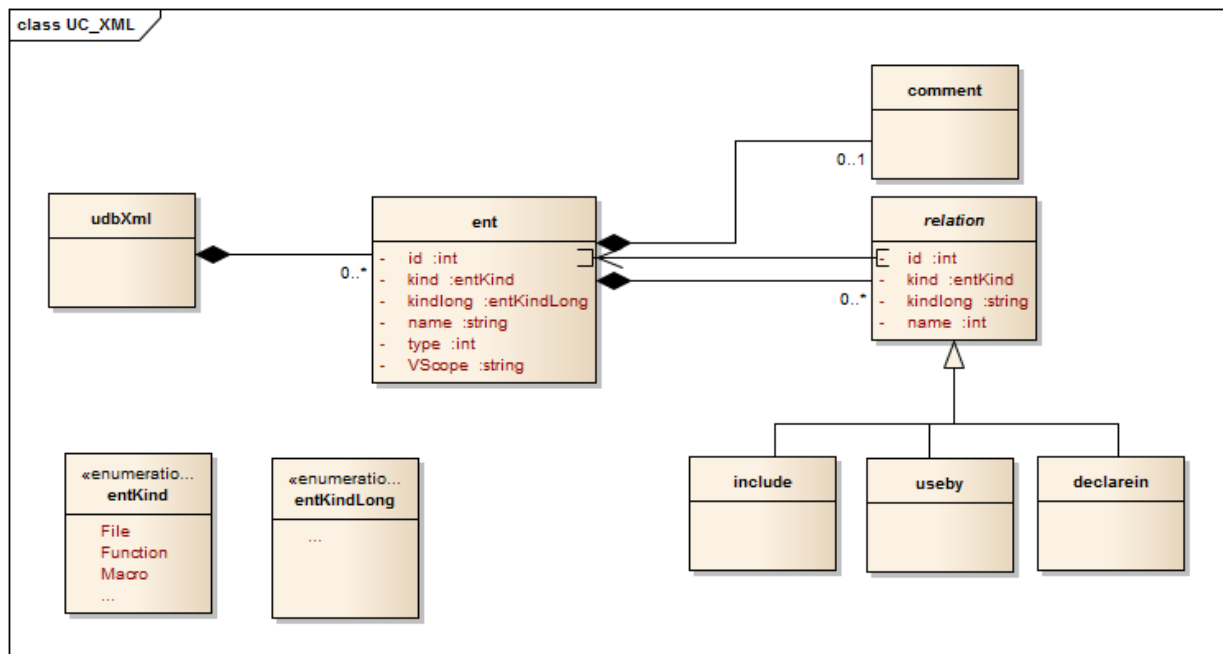 class UC_XML
comment
0..1
udbXml
0..*
ent
- id :int
- kind :entKind
- kindlong :entKindLong
- name :string
- type :int
- VScope :string
relation
- id :int
- kind :entKind
- kindlong :string
- name :int
0..*
include
useby
declarein
«enumeratio...
entKind
File
Function
Macro
...
«enumeratio...
entKindLong
...